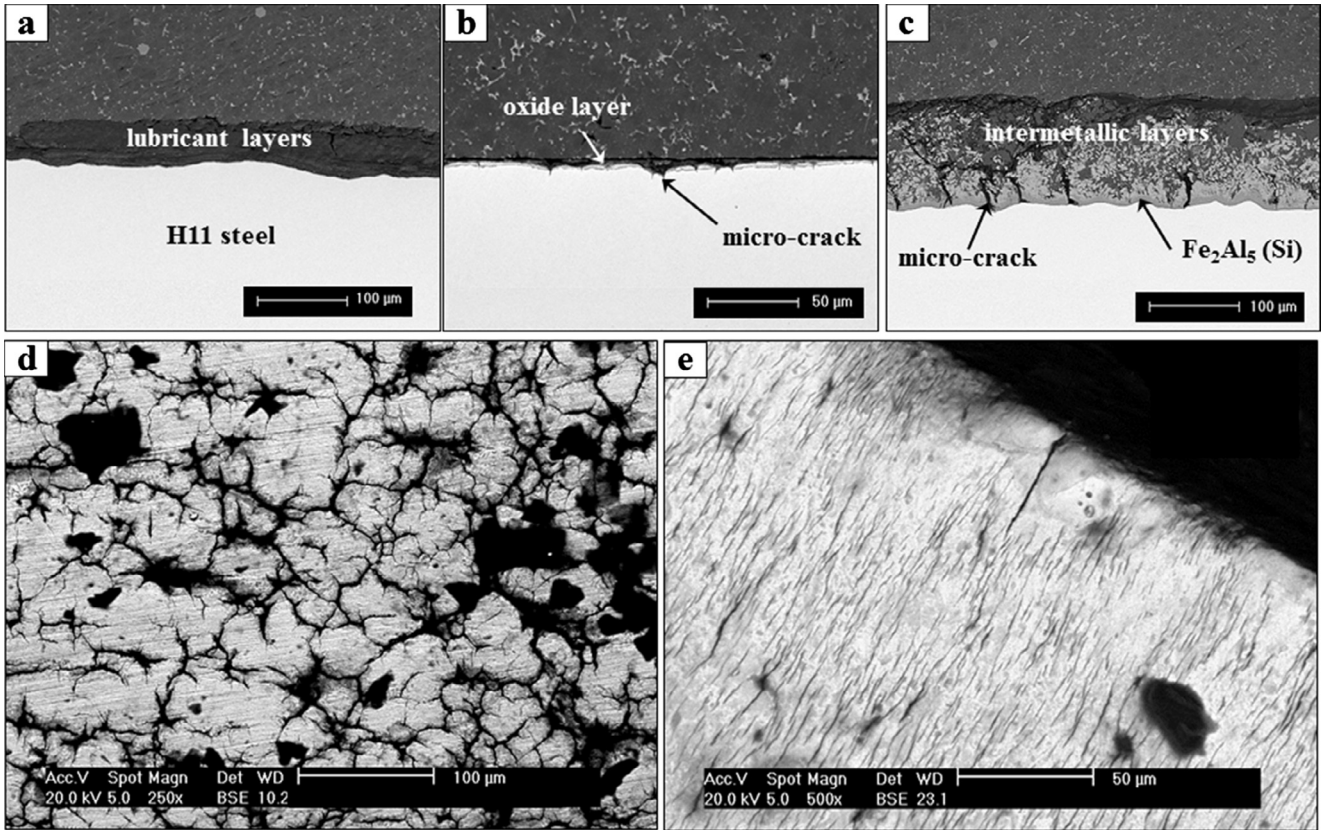 a
lubricant layers
H11 steel
100 µm
b
oxide layer
micro-crack
50 µm
c
intermetallic layers
micro-crack
Fe₂Al₅ (Si)
100 µm
d
Acc.V Spot Magn Det WD
20.0 kV 5.0 250x BSE 10.2
100 µm
e
Acc.V Spot Magn Det WD
20.0 kV 5.0 500x BSE 23.1
50 µm